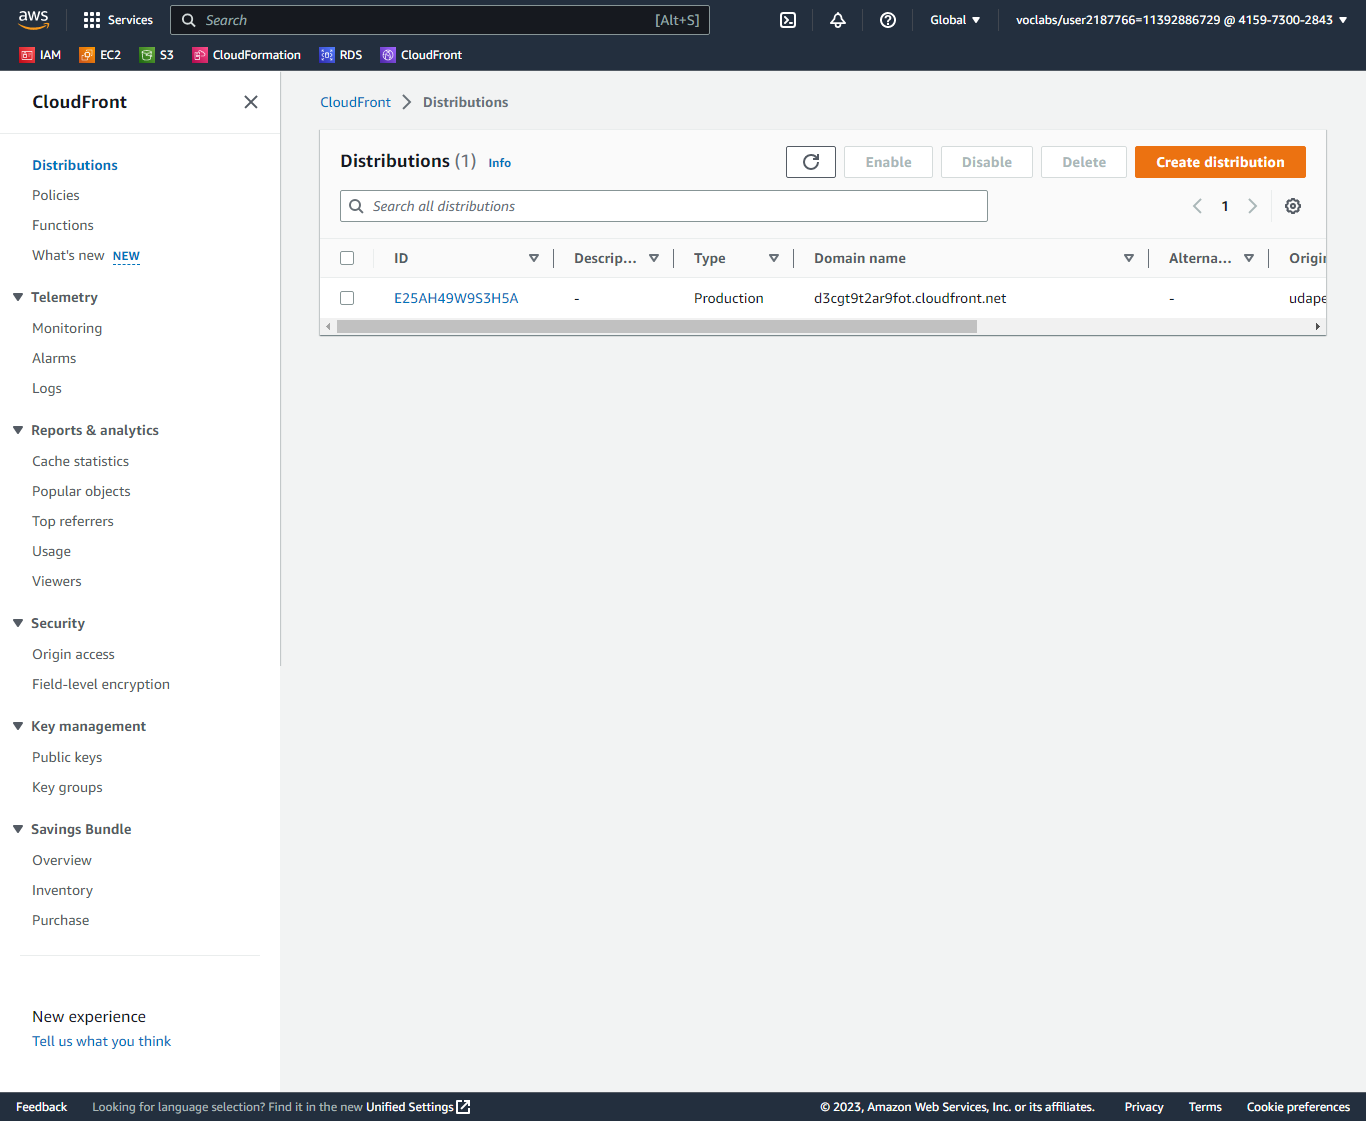 aws
Services
Search
[Alt+S]
Global
voclabs/user2187766=11392886729 @ 4159-7300-2843
IAM
EC2
S3
CloudFormation
RDS
CloudFront
CloudFront
Distributions
Policies
Functions
What's new NEW
Telemetry
Monitoring
Alarms
Logs
Reports & analytics
Cache statistics
Popular objects
Top referrers
Usage
Viewers
Security
Origin access
Field-level encryption
Key management
Public keys
Key groups
Savings Bundle
Overview
Inventory
Purchase
New experience
Tell us what you think
CloudFront
Distributions
Distributions (1) Info
Enable
Disable
Delete
Create distribution
Search all distributions
1
ID
Descrip...
Type
Domain name
Alterna...
Origin
E25AH49W9S3H5A
-
Production
d3cgt9t2ar9fot.cloudfront.net
-
udape
Feedback
Looking for language selection? Find it in the new Unified Settings
© 2023, Amazon Web Services, Inc. or its affiliates.
Privacy
Terms
Cookie preferences